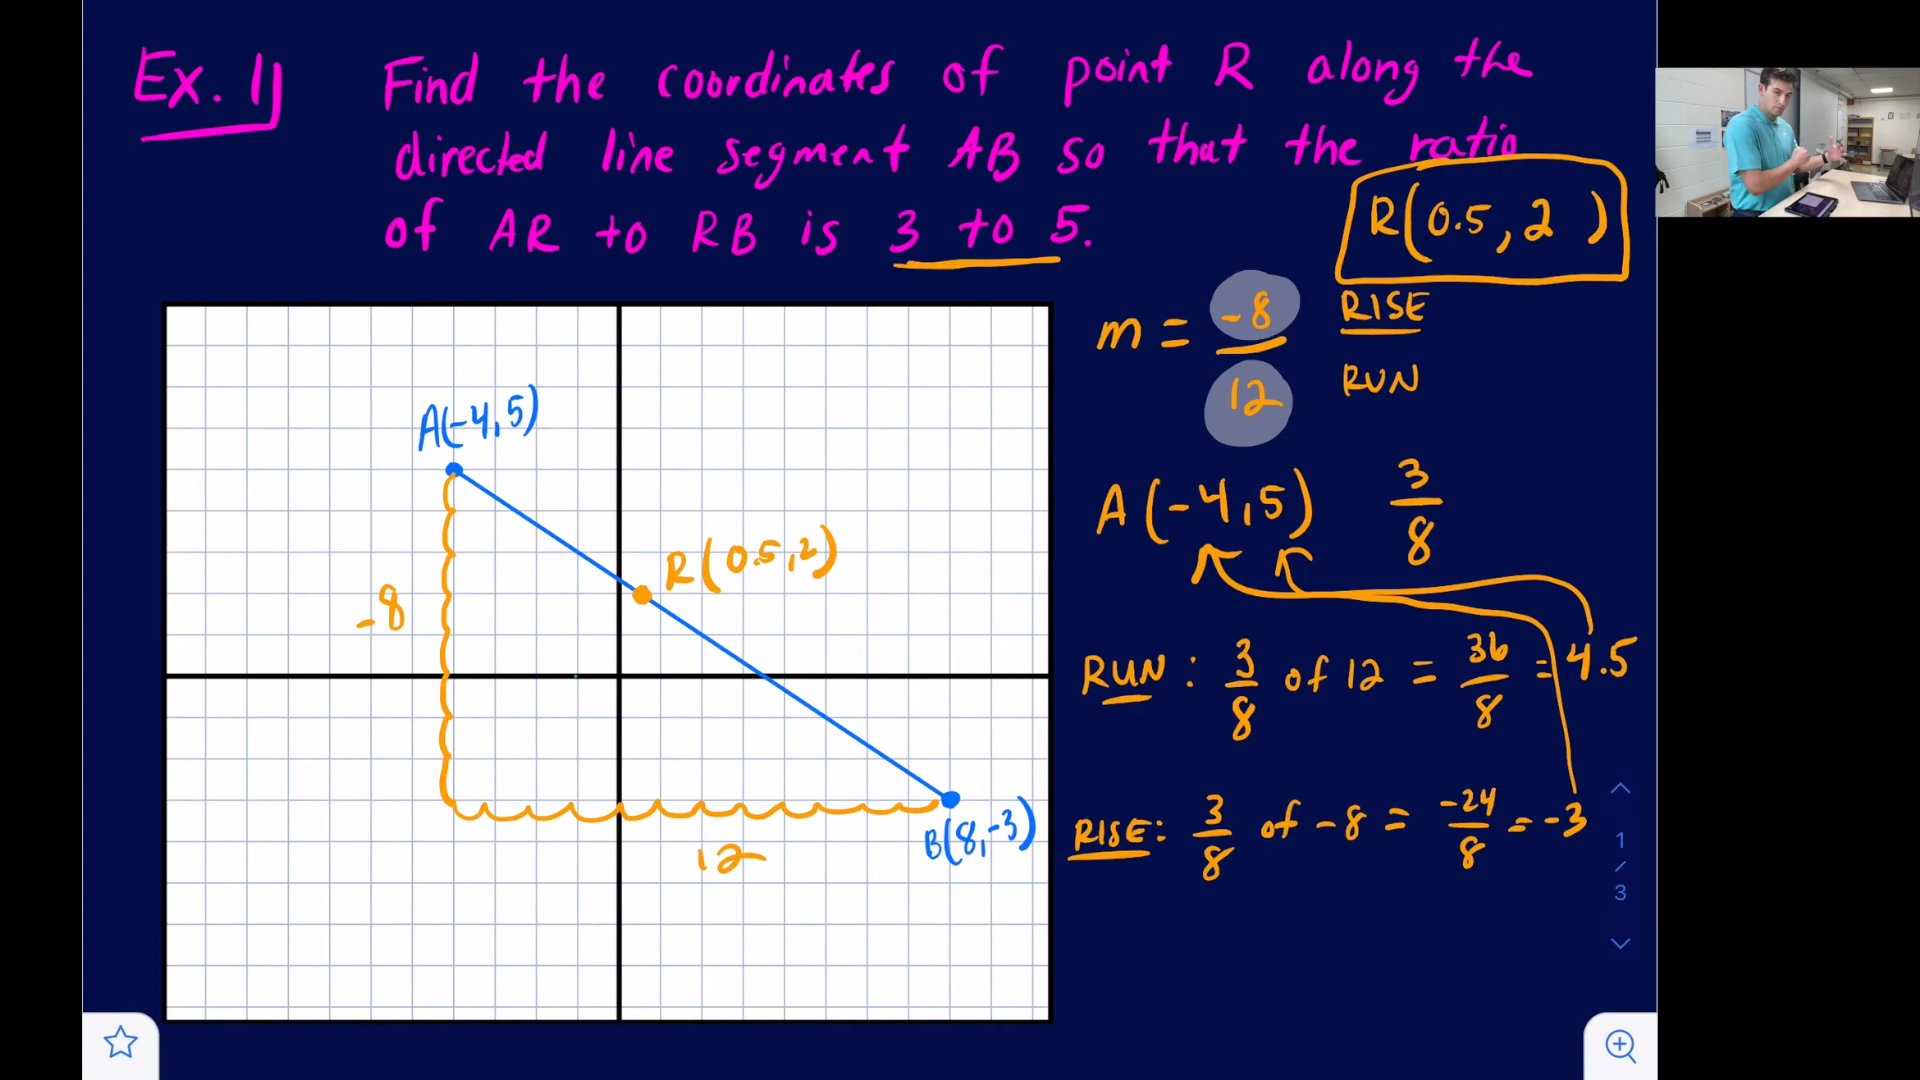 Ex. 1) Find the coordinates of point R along the
directed line segment AB so that the ratio
of AR to RB is 3 to 5.
R(0.5, 2 )
m = -8/12 RISE/RUN
A(-4,5)
R(0.5,2)
-8
B(8,-3)
12
A(-4,5) 3/8
RUN: 3/8 of 12 = 36/8 = 4.5
RISE: 3/8 of -8 = -24/8 = -3
1
/
3